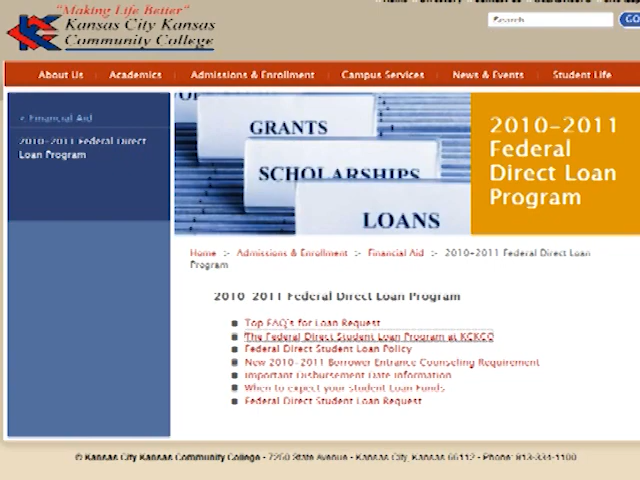 "Making Life Better"
Kansas City Kansas
Community College
Search
GO
About Us
Academics
Admissions & Enrollment
Campus Services
News & Events
Student Life
< Financial Aid
2010-2011 Federal Direct
Loan Program
GRANTS
SCHOLARSHIPS
LOANS
2010-2011
Federal
Direct Loan
Program
Home :- Admissions & Enrollment :- Financial Aid :- 2010-2011 Federal Direct Loan
Program
2010-2011 Federal Direct Loan Program
Top FAQ's for Loan Request
The Federal Direct Student Loan Program at KCKCC
Federal Direct Student Loan Policy
New 2010-2011 Borrower Entrance Counseling Requirement
Important Disbursement Date Information
When to expect your student Loan Funds
Federal Direct Student Loan Request
© Kansas City Kansas Community College - 7250 State Avenue - Kansas City, Kansas 66112 - Phone: 913-334-1100